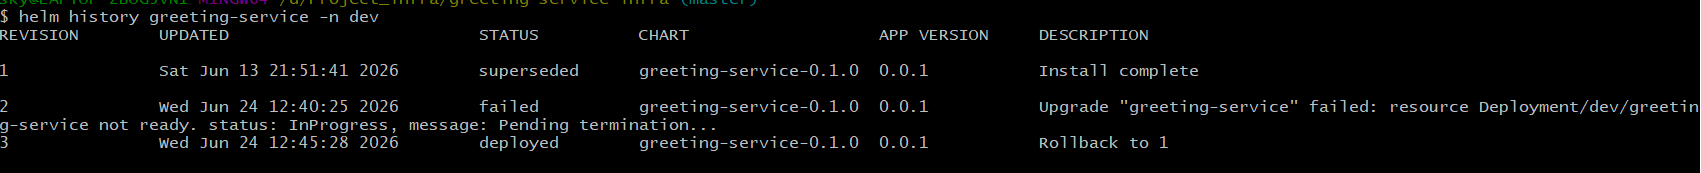 $ helm history greeting-service -n dev
REVISION UPDATED STATUS CHART APP VERSION DESCRIPTION
1 Sat Jun 13 21:51:41 2026 superseded greeting-service-0.1.0 0.0.1 Install complete
2 Wed Jun 24 12:40:25 2026 failed greeting-service-0.1.0 0.0.1 Upgrade "greeting-service" failed: resource Deployment/dev/greetin
g-service not ready. status: InProgress, message: Pending termination...
3 Wed Jun 24 12:45:28 2026 deployed greeting-service-0.1.0 0.0.1 Rollback to 1